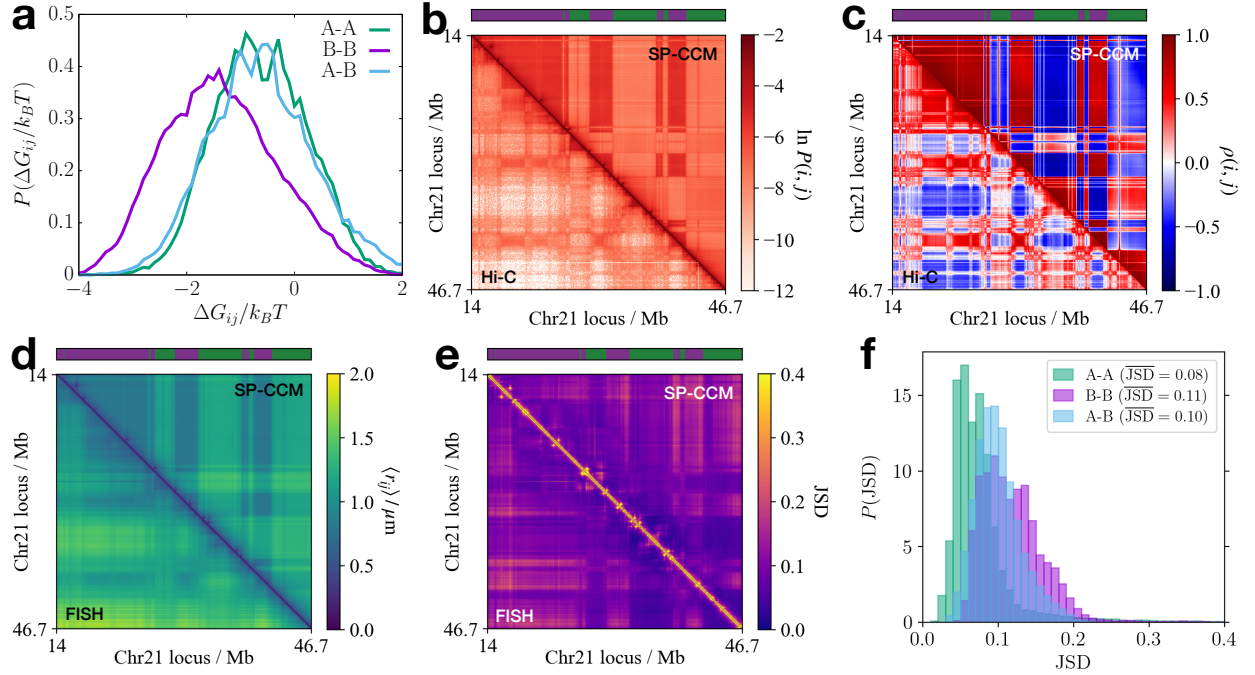 a
0.5
0.4
0.3
0.2
0.1
0
P(ΔG_{ij}/k_BT)
A-A
B-B
A-B
−4
−2
0
2
ΔG_{ij}/k_BT
b
14
46.7
Chr21 locus / Mb
SP-CCM
Hi-C
14
46.7
Chr21 locus / Mb
−2
−4
−6
−8
−10
−12
ln P(i, j)
c
14
46.7
Chr21 locus / Mb
SP-CCM
Hi-C
14
46.7
Chr21 locus / Mb
1.0
0.5
0.0
−0.5
−1.0
ρ(i, j)
d
14
46.7
Chr21 locus / Mb
SP-CCM
FISH
14
46.7
Chr21 locus / Mb
2.0
1.5
1.0
0.5
0.0
⟨r_{ij}⟩/μm
e
14
46.7
Chr21 locus / Mb
SP-CCM
FISH
14
46.7
Chr21 locus / Mb
0.4
0.3
0.2
0.1
0.0
JSD
f
15
10
5
0
P(JSD)
A-A (J̅S̅D̅ = 0.08)
B-B (J̅S̅D̅ = 0.11)
A-B (J̅S̅D̅ = 0.10)
0.0
0.1
0.2
0.3
0.4
JSD